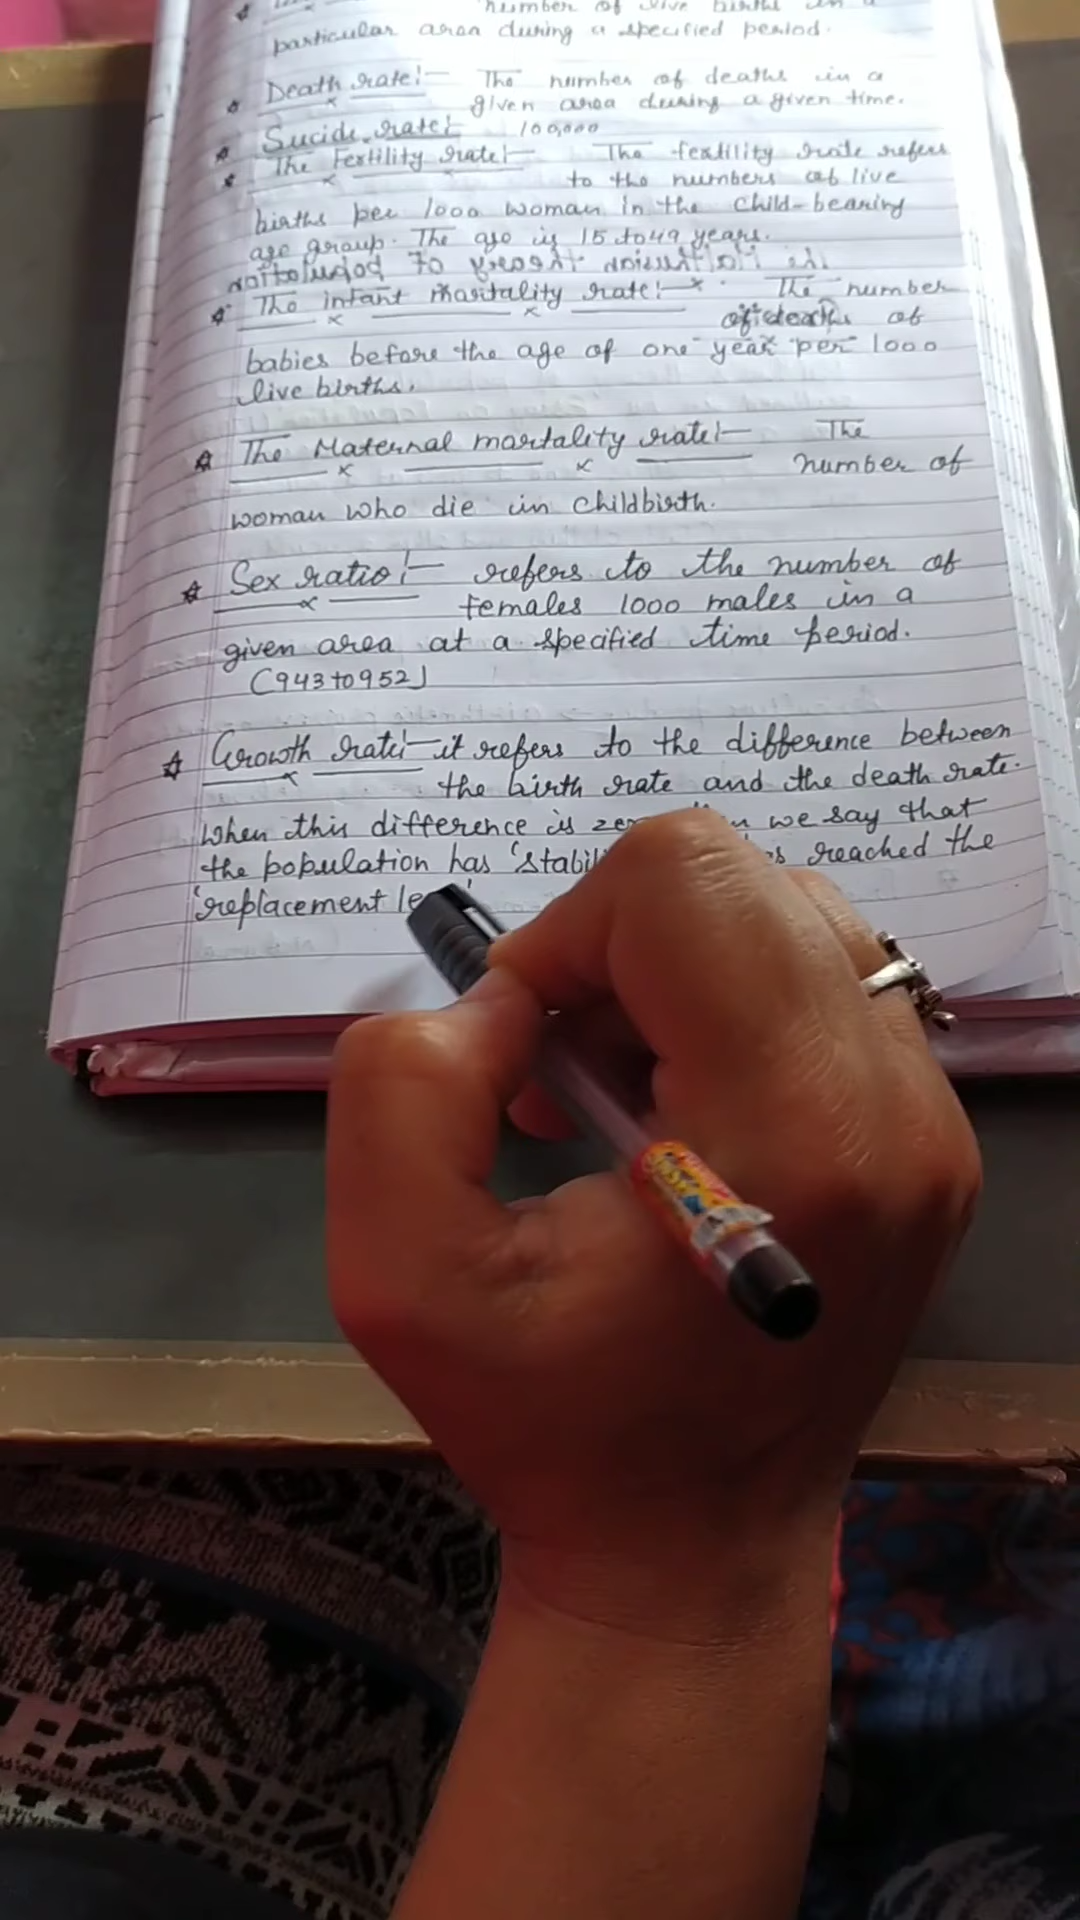 number of live births in a
particular area during a specified period.
Death rate:- The number of deaths in a
given area during a given time.
Sucide rate:- 100,000
The Fertility rate:- The fertility rate refers
to the numbers of live
births per 1000 woman in the child-bearing
age group. The age is 15 to 49 years.
The infant martality rate:- The number
of deaths of
babies before the age of one year per 1000
live births.
The Maternal martality rate:- The
number of
woman who die in childbirth.
Sex ratio:- refers to the number of
females 1000 males in a
given area at a specified time period.
(943 to 952)
Growth rate:- it refers to the difference between
the birth rate and the death rate.
When this difference is we say that
the population has reached the
'replacement